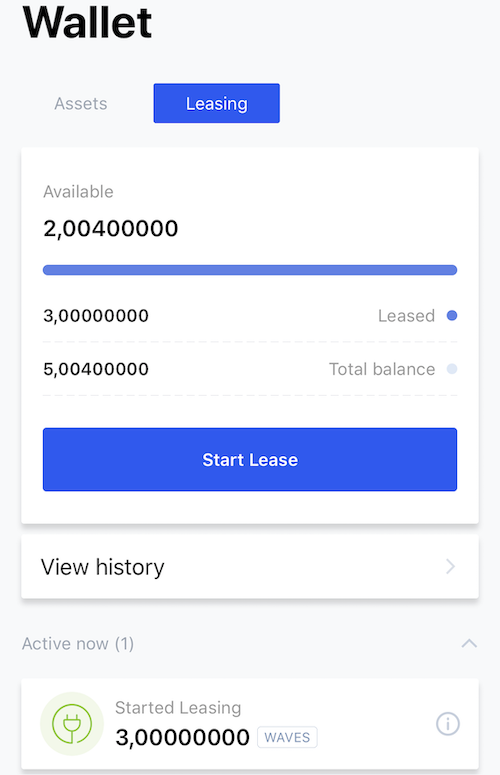 Wallet
Assets Leasing
Available
2,00400000
3,00000000 Leased
5,00400000 Total balance
Start Lease
View history
Active now (1)
Started Leasing
3,00000000 WAVES